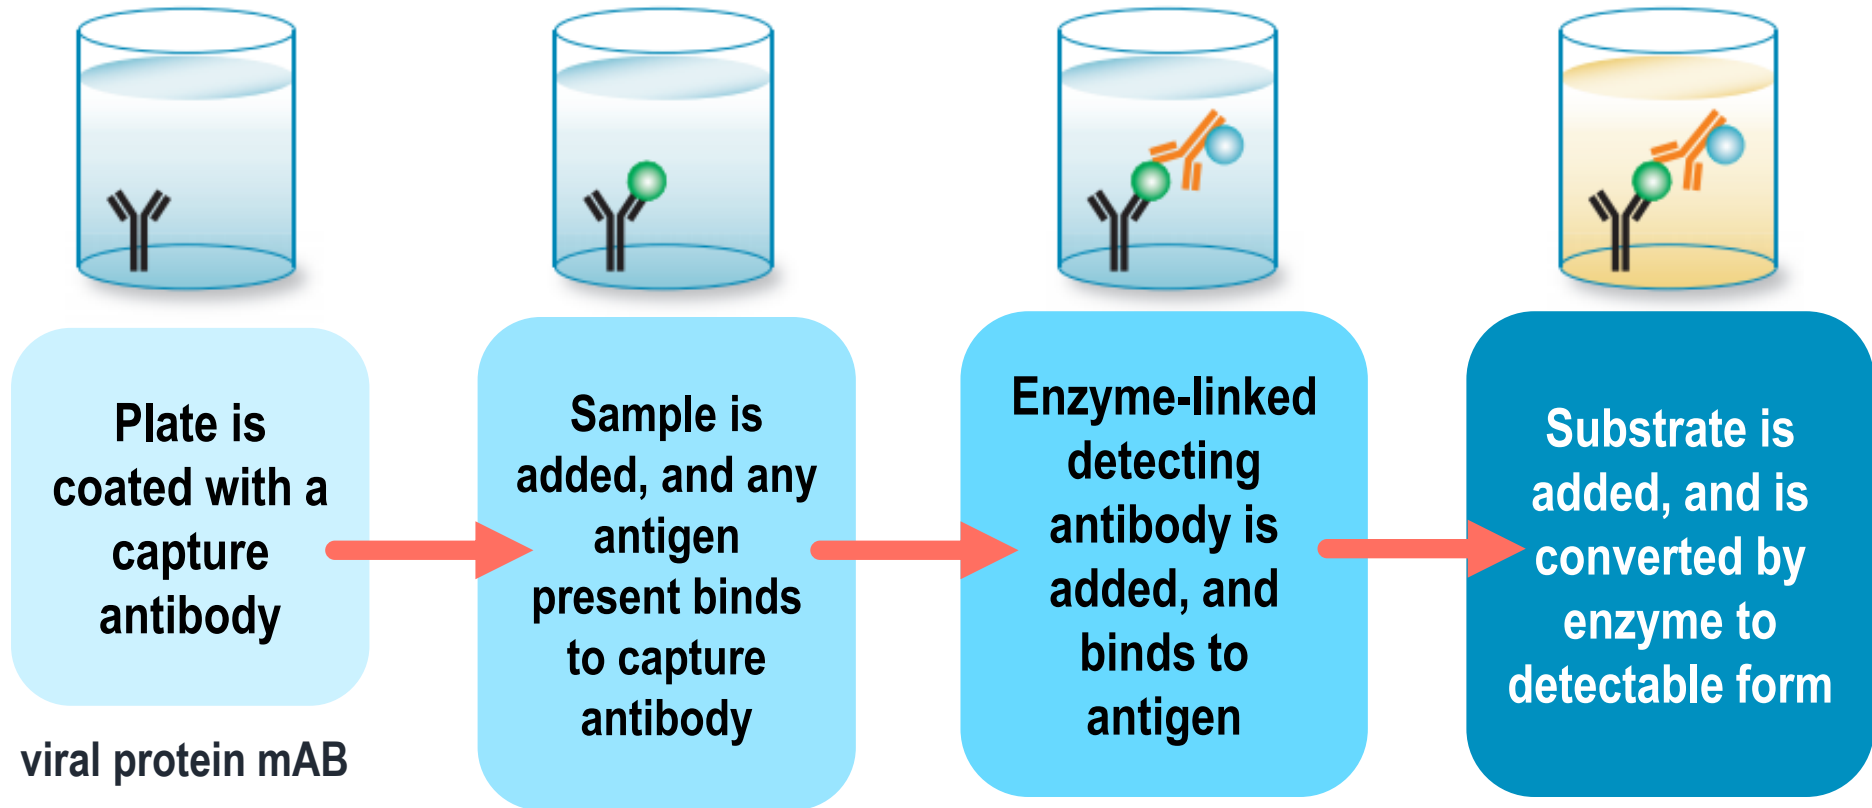 Plate is
coated with a
capture
antibody
viral protein mAB
Sample is
added, and any
antigen
present binds
to capture
antibody
Enzyme-linked
detecting
antibody is
added, and
binds to
antigen
Substrate is
added, and is
converted by
enzyme to
detectable form